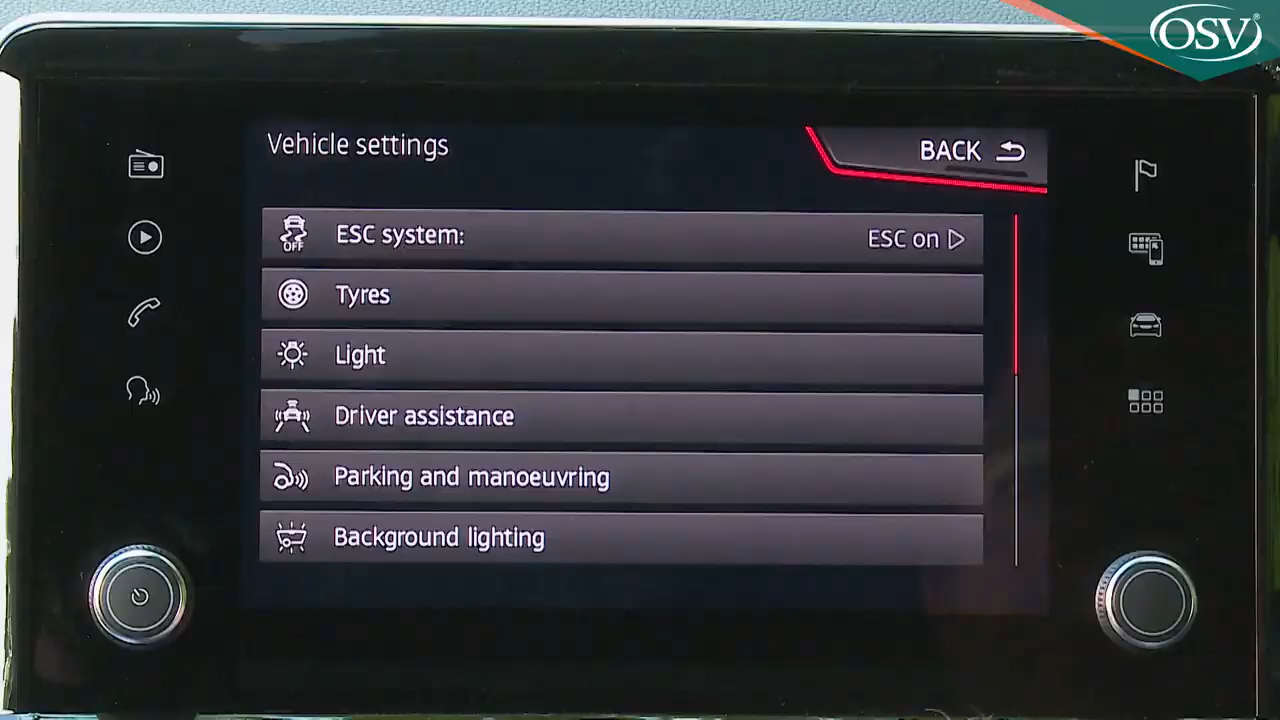 OSV®
Vehicle settings
BACK
OFF
ESC system:
ESC on
Tyres
Light
Driver assistance
Parking and manoeuvring
Background lighting